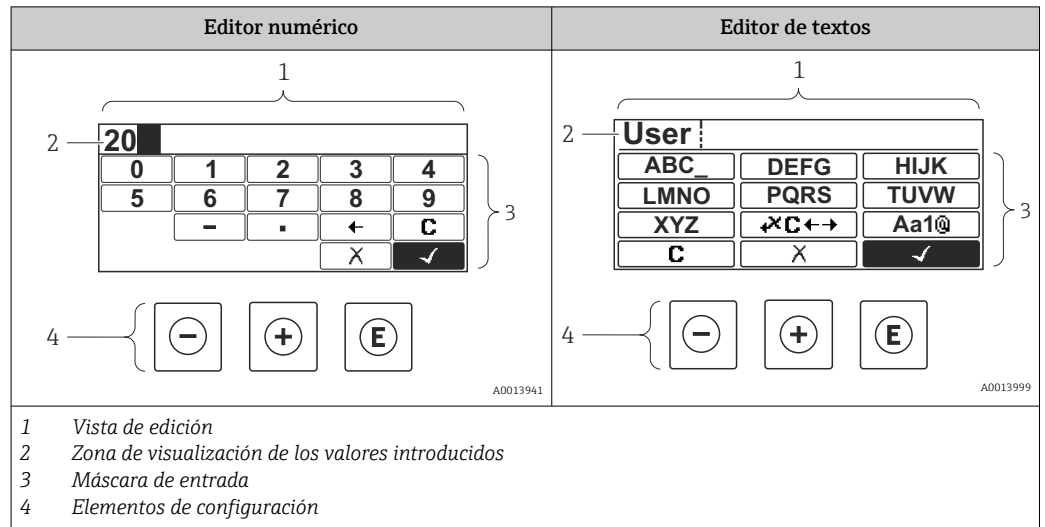 Editor numérico
Editor de textos
1
2
20
0 1 2 3 4
5 6 7 8 9
- . ← C
X ✓
3
4
- + E
A0013941
1
2
User
ABC_ DEFG HIJK
LMNO PQRS TUVW
XYZ ↶×C←→ Aa1@
C X ✓
3
4
- + E
A0013999
1 Vista de edición
2 Zona de visualización de los valores introducidos
3 Máscara de entrada
4 Elementos de configuración